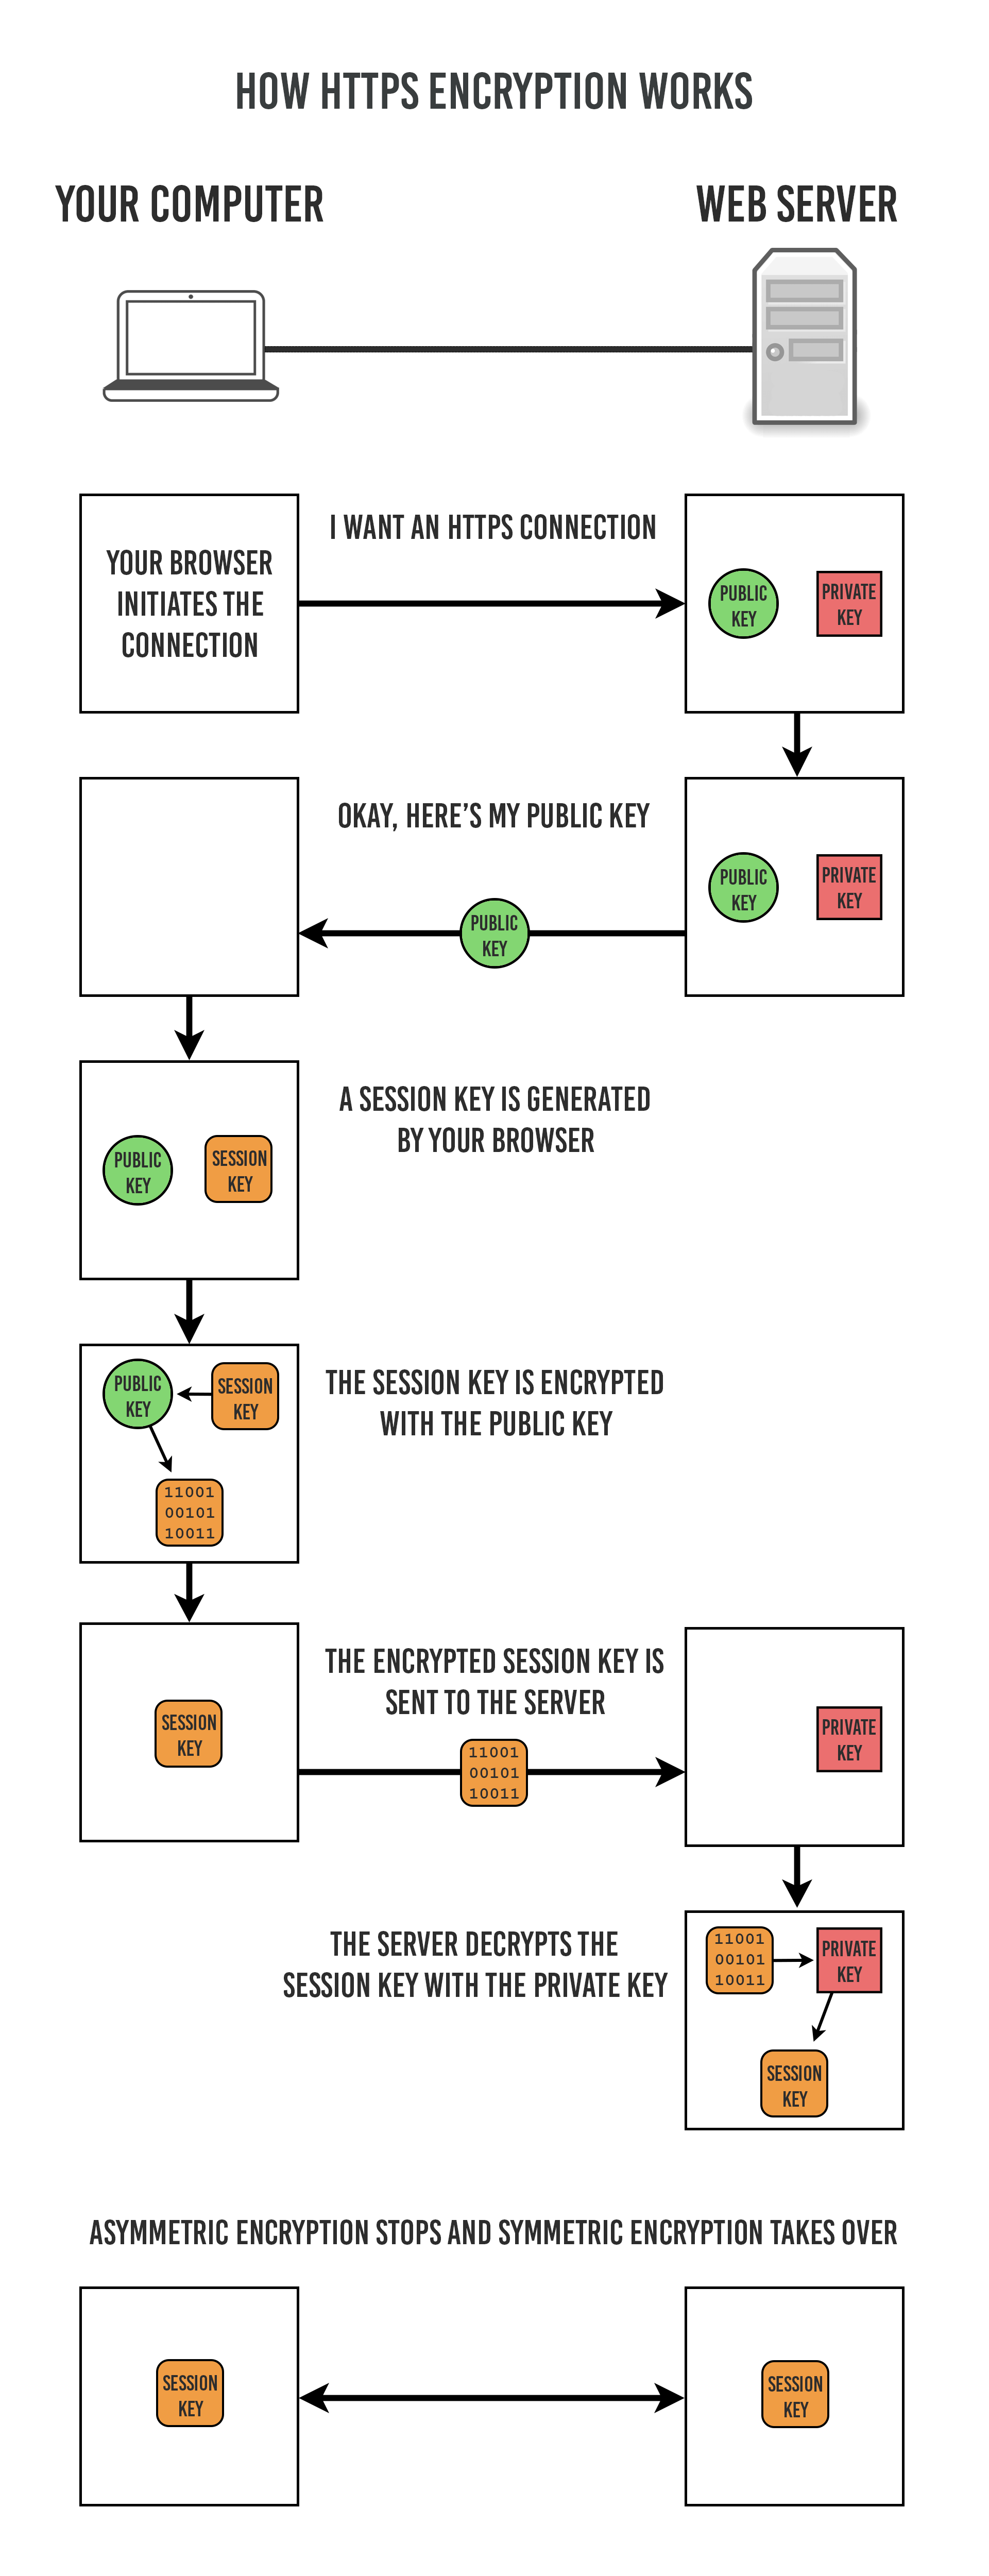 HOW HTTPS ENCRYPTION WORKS
YOUR COMPUTER
WEB SERVER
YOUR BROWSER
INITIATES THE
CONNECTION
I WANT AN HTTPS CONNECTION
PUBLIC
KEY
PRIVATE
KEY
OKAY, HERE'S MY PUBLIC KEY
PUBLIC
KEY
PUBLIC
KEY
PRIVATE
KEY
PUBLIC
KEY
SESSION
KEY
A SESSION KEY IS GENERATED
BY YOUR BROWSER
PUBLIC
KEY
SESSION
KEY
11001
00101
10011
THE SESSION KEY IS ENCRYPTED
WITH THE PUBLIC KEY
SESSION
KEY
THE ENCRYPTED SESSION KEY IS
SENT TO THE SERVER
11001
00101
10011
PRIVATE
KEY
THE SERVER DECRYPTS THE
SESSION KEY WITH THE PRIVATE KEY
11001
00101
10011
PRIVATE
KEY
SESSION
KEY
ASYMMETRIC ENCRYPTION STOPS AND SYMMETRIC ENCRYPTION TAKES OVER
SESSION
KEY
SESSION
KEY